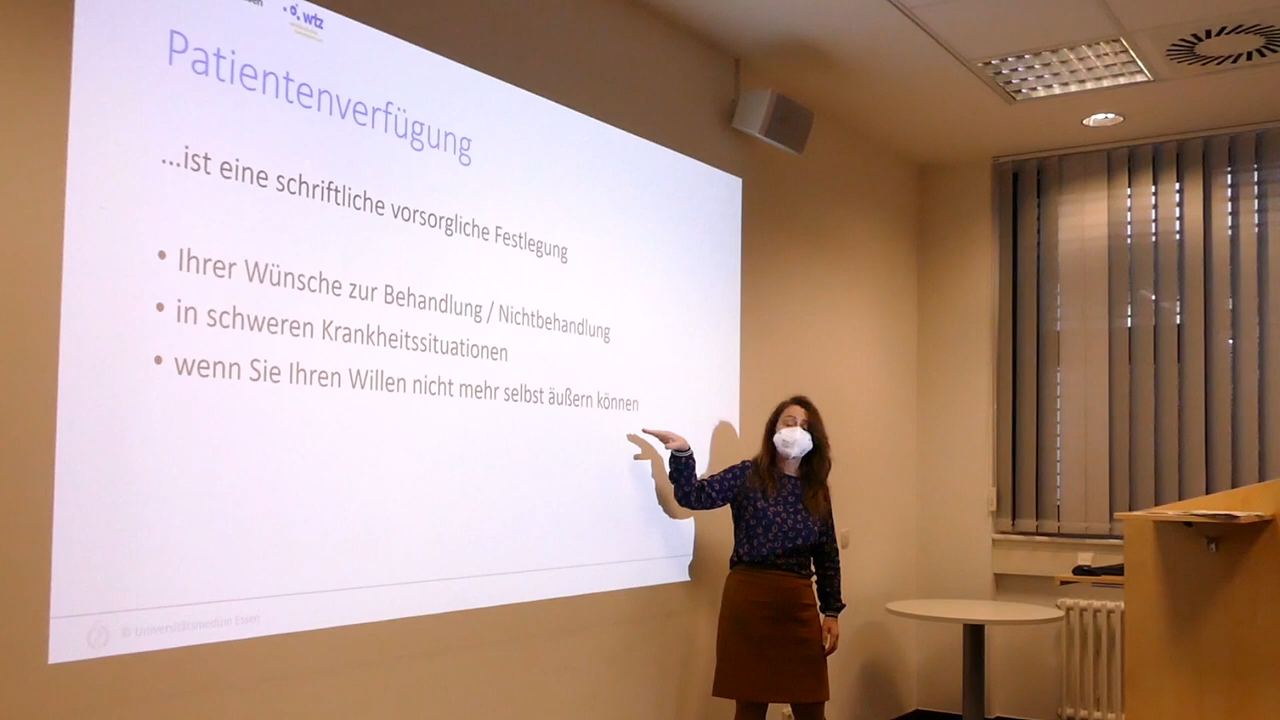 wtz
Patientenverfügung
...ist eine schriftliche vorsorgliche Festlegung
• Ihrer Wünsche zur Behandlung / Nichtbehandlung
• in schweren Krankheitssituationen
• wenn Sie Ihren Willen nicht mehr selbst äußern können
© Universitätsmedizin Essen